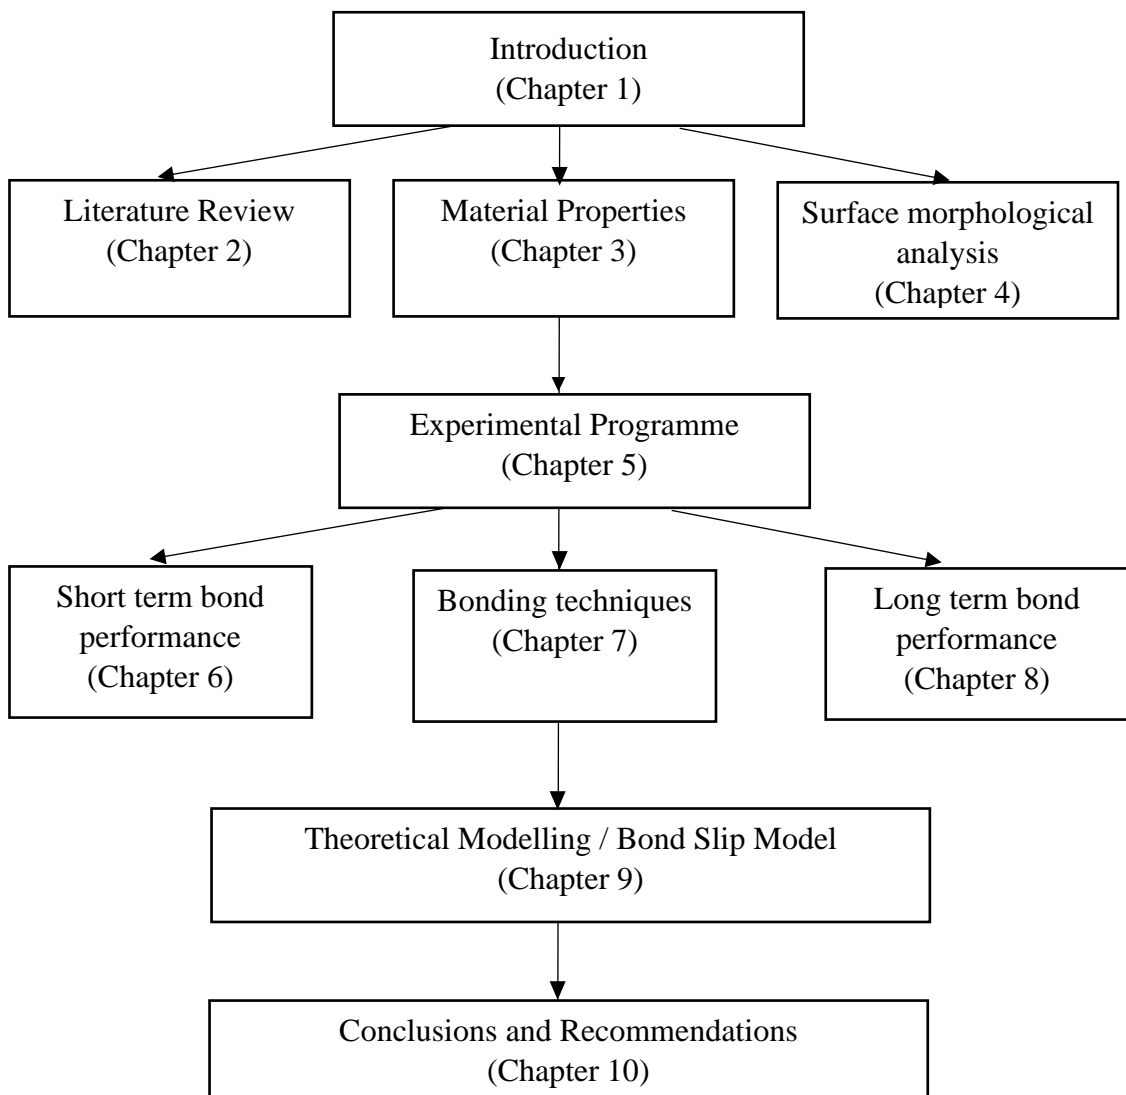 Introduction
(Chapter 1)
Literature Review
(Chapter 2)
Material Properties
(Chapter 3)
Surface morphological
analysis
(Chapter 4)
Experimental Programme
(Chapter 5)
Short term bond
performance
(Chapter 6)
Bonding techniques
(Chapter 7)
Long term bond
performance
(Chapter 8)
Theoretical Modelling / Bond Slip Model
(Chapter 9)
Conclusions and Recommendations
(Chapter 10)